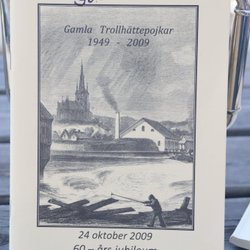 Gamla Trollhättepojkar
1949 - 2009
24 oktober 2009
60 – års jubileum